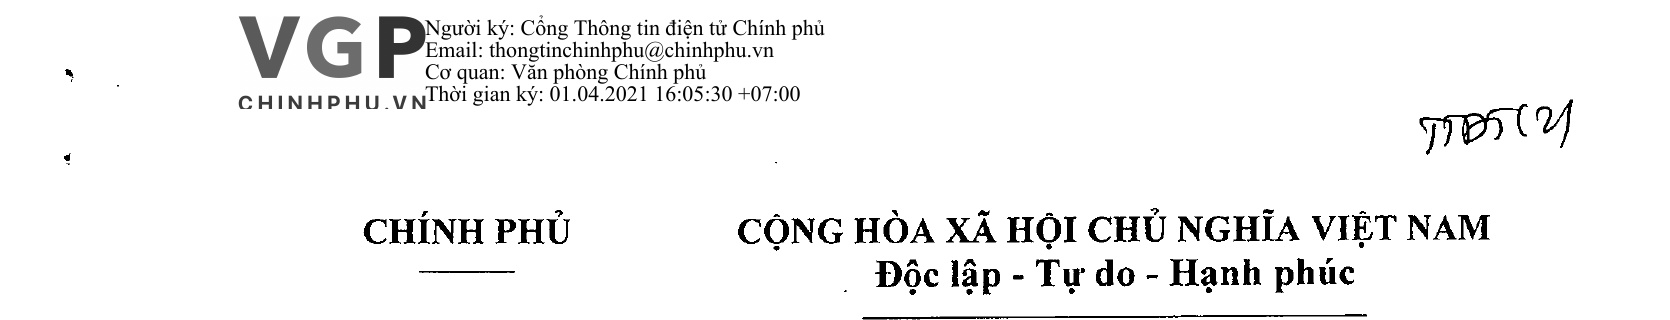 VGP
CHINHPHU.VN
Người ký: Cổng Thông tin điện tử Chính phủ
Email: thongtinchinhphu@chinhphu.vn
Cơ quan: Văn phòng Chính phủ
Thời gian ký: 01.04.2021 16:05:30 +07:00
TTĐT(2)
CHÍNH PHỦ
CỘNG HÒA XÃ HỘI CHỦ NGHĨA VIỆT NAM
Độc lập - Tự do - Hạnh phúc